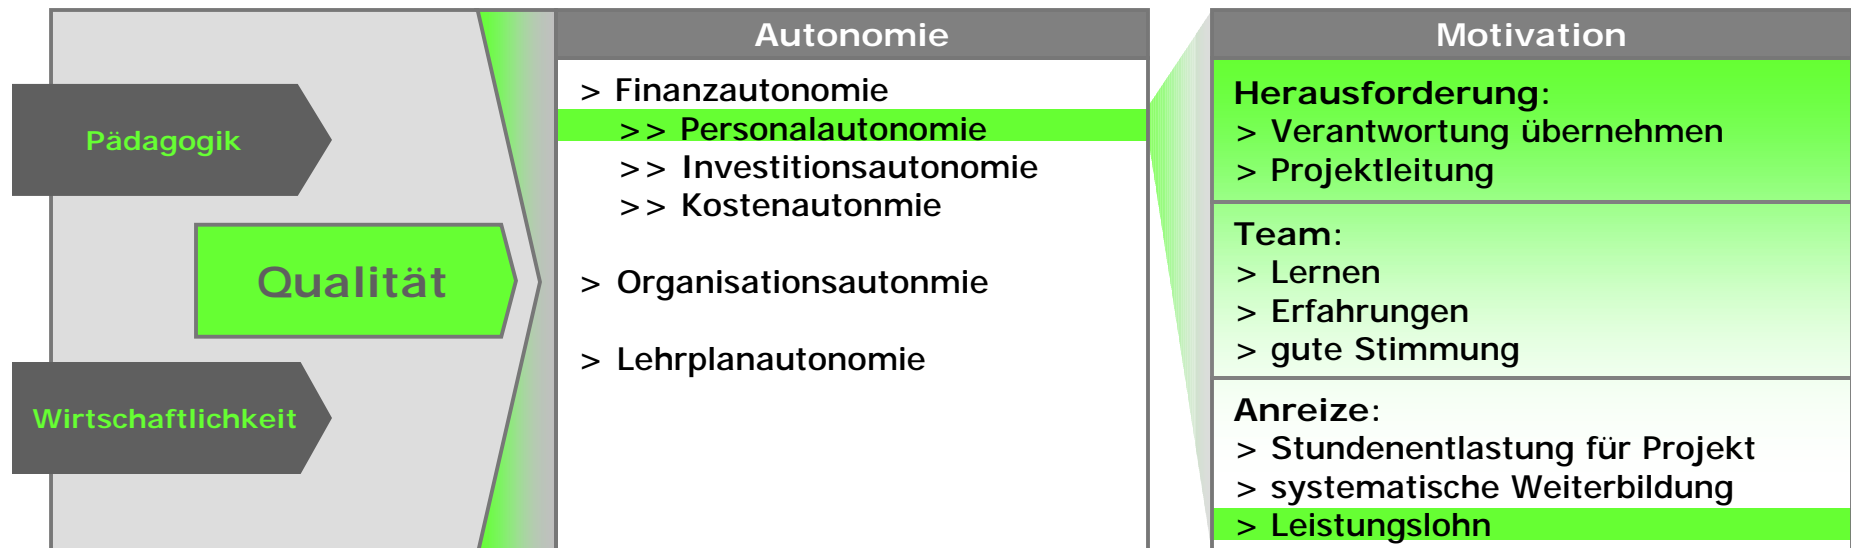 Pädagogik
Qualität
Wirtschaftlichkeit
Autonomie
> Finanzautonomie
>> Personalautonomie
>> Investitionsautonomie
>> Kostenautonmie
> Organisationsautonmie
> Lehrplanautonomie
Motivation
Herausforderung:
> Verantwortung übernehmen
> Projektleitung
Team:
> Lernen
> Erfahrungen
> gute Stimmung
Anreize:
> Stundenentlastung für Projekt
> systematische Weiterbildung
> Leistungslohn